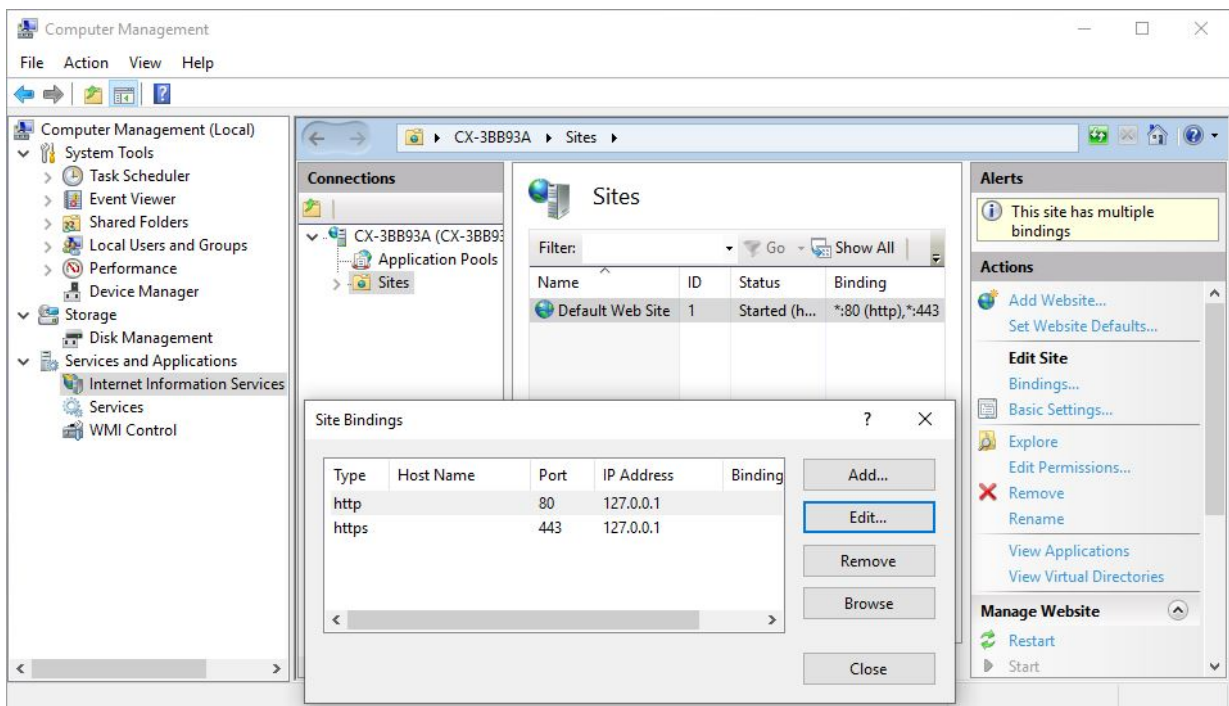 Computer Management
File Action View Help
Computer Management (Local)
System Tools
Task Scheduler
Event Viewer
Shared Folders
Local Users and Groups
Performance
Device Manager
Storage
Disk Management
Services and Applications
Internet Information Services
Services
WMI Control
CX-3BB93A Sites
Connections
CX-3BB93A (CX-3BB93
Application Pools
Sites
Sites
Filter: Go Show All
Name ID Status Binding
Default Web Site 1 Started (h... *:80 (http),*:443
Alerts
This site has multiple
bindings
Actions
Add Website...
Set Website Defaults...
Edit Site
Bindings...
Basic Settings...
Explore
Edit Permissions...
Remove
Rename
View Applications
View Virtual Directories
Manage Website
Restart
Start
Site Bindings ?
Type Host Name Port IP Address Binding
http 80 127.0.0.1
https 443 127.0.0.1
Add...
Edit...
Remove
Browse
Close